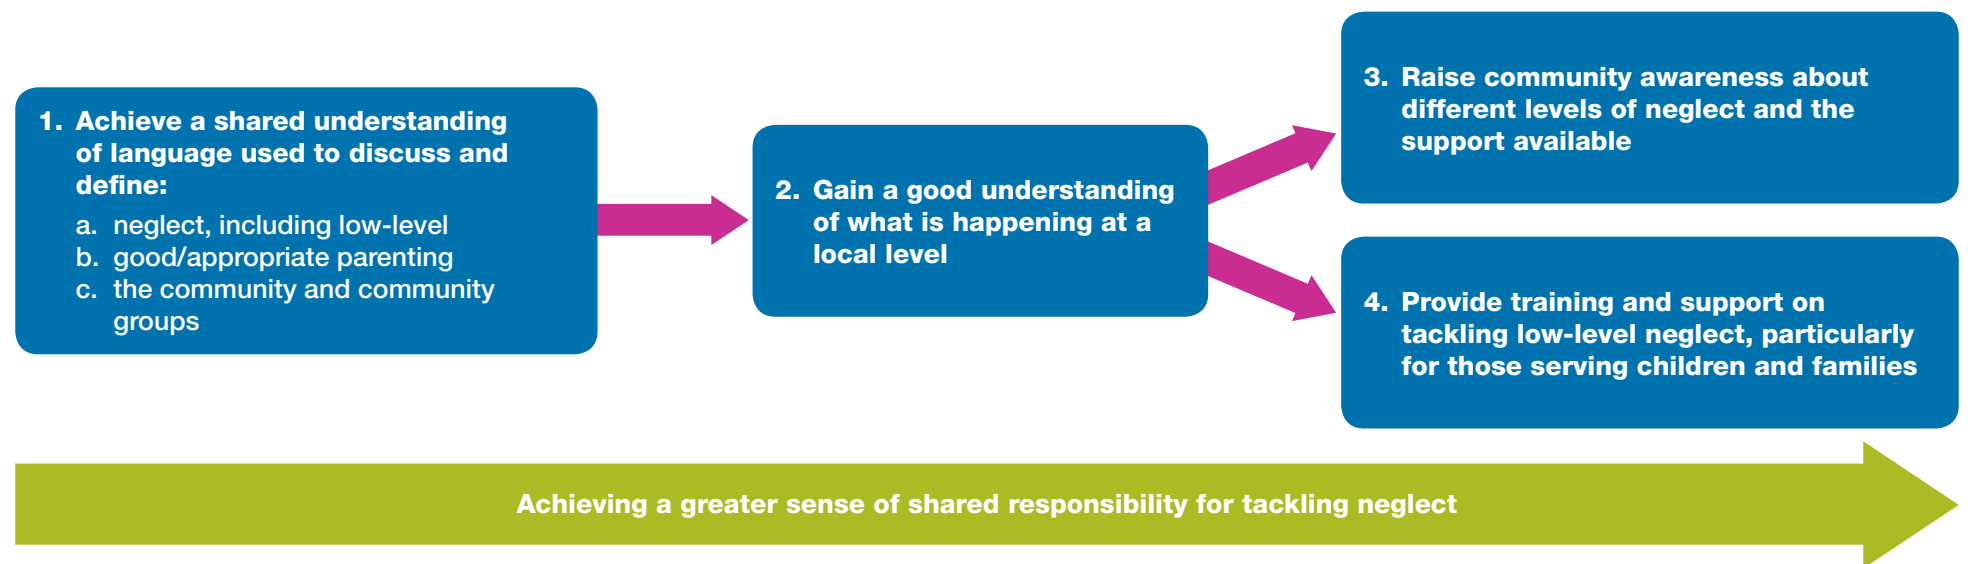 1. Achieve a shared understanding
of language used to discuss and
define:
a. neglect, including low-level
b. good/appropriate parenting
c. the community and community
groups
2. Gain a good understanding
of what is happening at a
local level
3. Raise community awareness about
different levels of neglect and the
support available
4. Provide training and support on
tackling low-level neglect, particularly
for those serving children and families
Achieving a greater sense of shared responsibility for tackling neglect